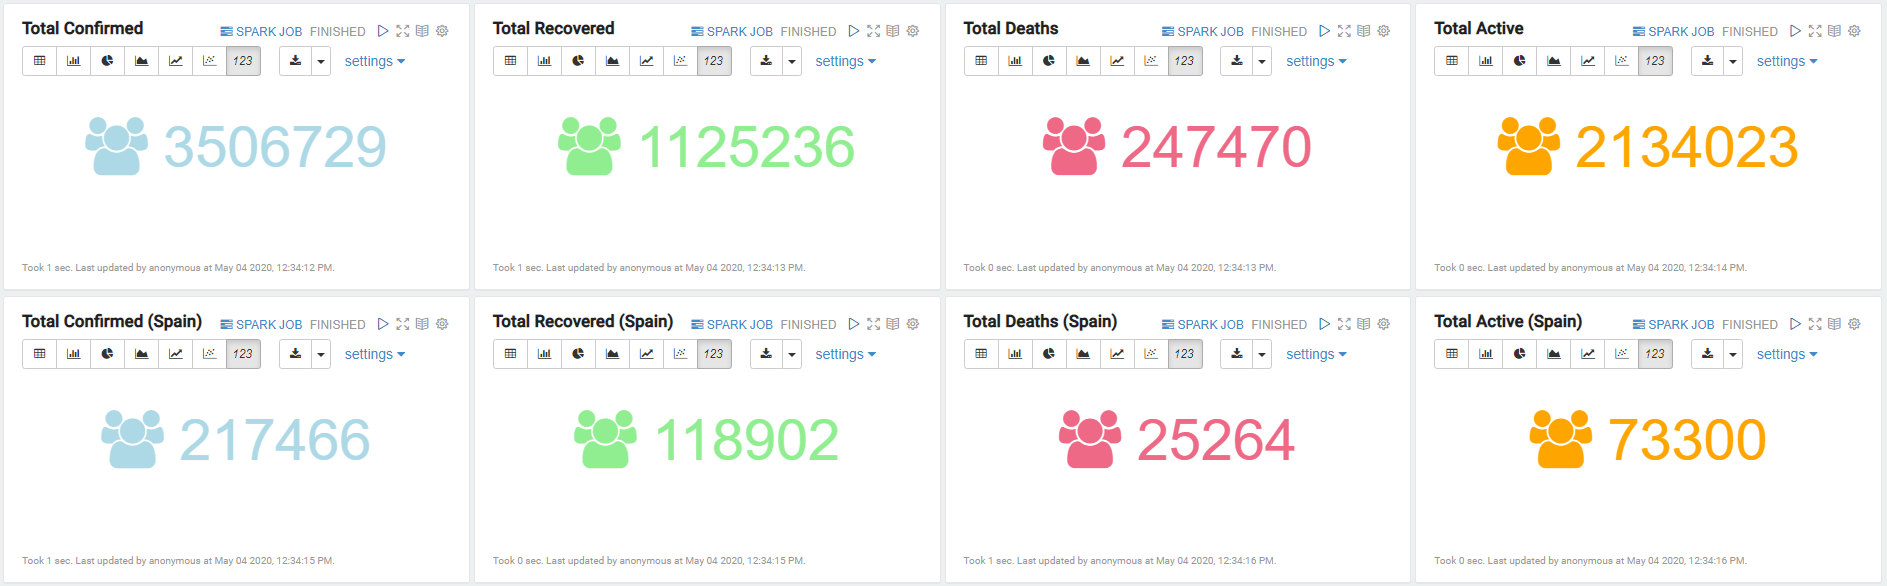 Total Confirmed SPARK JOB FINISHED
123 settings
3506729
Took 1 sec. Last updated by anonymous at May 04 2020, 12:34:12 PM.
Total Recovered SPARK JOB FINISHED
123 settings
1125236
Took 1 sec. Last updated by anonymous at May 04 2020, 12:34:13 PM.
Total Deaths SPARK JOB FINISHED
123 settings
247470
Took 0 sec. Last updated by anonymous at May 04 2020, 12:34:13 PM.
Total Active SPARK JOB FINISHED
123 settings
2134023
Took 0 sec. Last updated by anonymous at May 04 2020, 12:34:14 PM.
Total Confirmed (Spain) SPARK JOB FINISHED
123 settings
217466
Took 1 sec. Last updated by anonymous at May 04 2020, 12:34:15 PM.
Total Recovered (Spain) SPARK JOB FINISHED
123 settings
118902
Took 0 sec. Last updated by anonymous at May 04 2020, 12:34:15 PM.
Total Deaths (Spain) SPARK JOB FINISHED
123 settings
25264
Took 1 sec. Last updated by anonymous at May 04 2020, 12:34:16 PM.
Total Active (Spain) SPARK JOB FINISHED
123 settings
73300
Took 0 sec. Last updated by anonymous at May 04 2020, 12:34:16 PM.